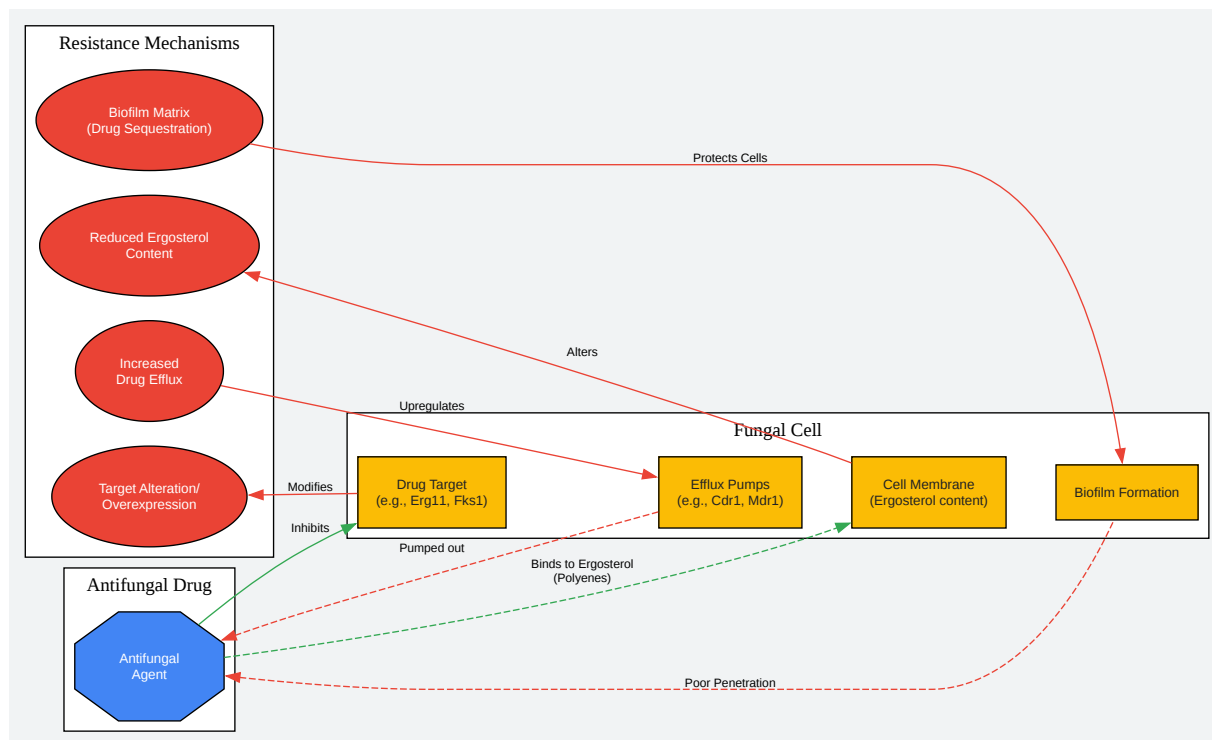 Resistance Mechanisms
Biofilm Matrix
(Drug Sequestration)
Protects Cells
Reduced Ergosterol
Content
Alters
Increased
Drug Efflux
Upregulates
Fungal Cell
Target Alteration/
Overexpression
Modifies
Drug Target
(e.g., Erg11, Fks1)
Efflux Pumps
(e.g., Cdr1, Mdr1)
Cell Membrane
(Ergosterol content)
Biofilm Formation
Inhibits
Pumped out
Binds to Ergosterol
(Polyenes)
Antifungal Drug
Antifungal
Agent
Poor Penetration